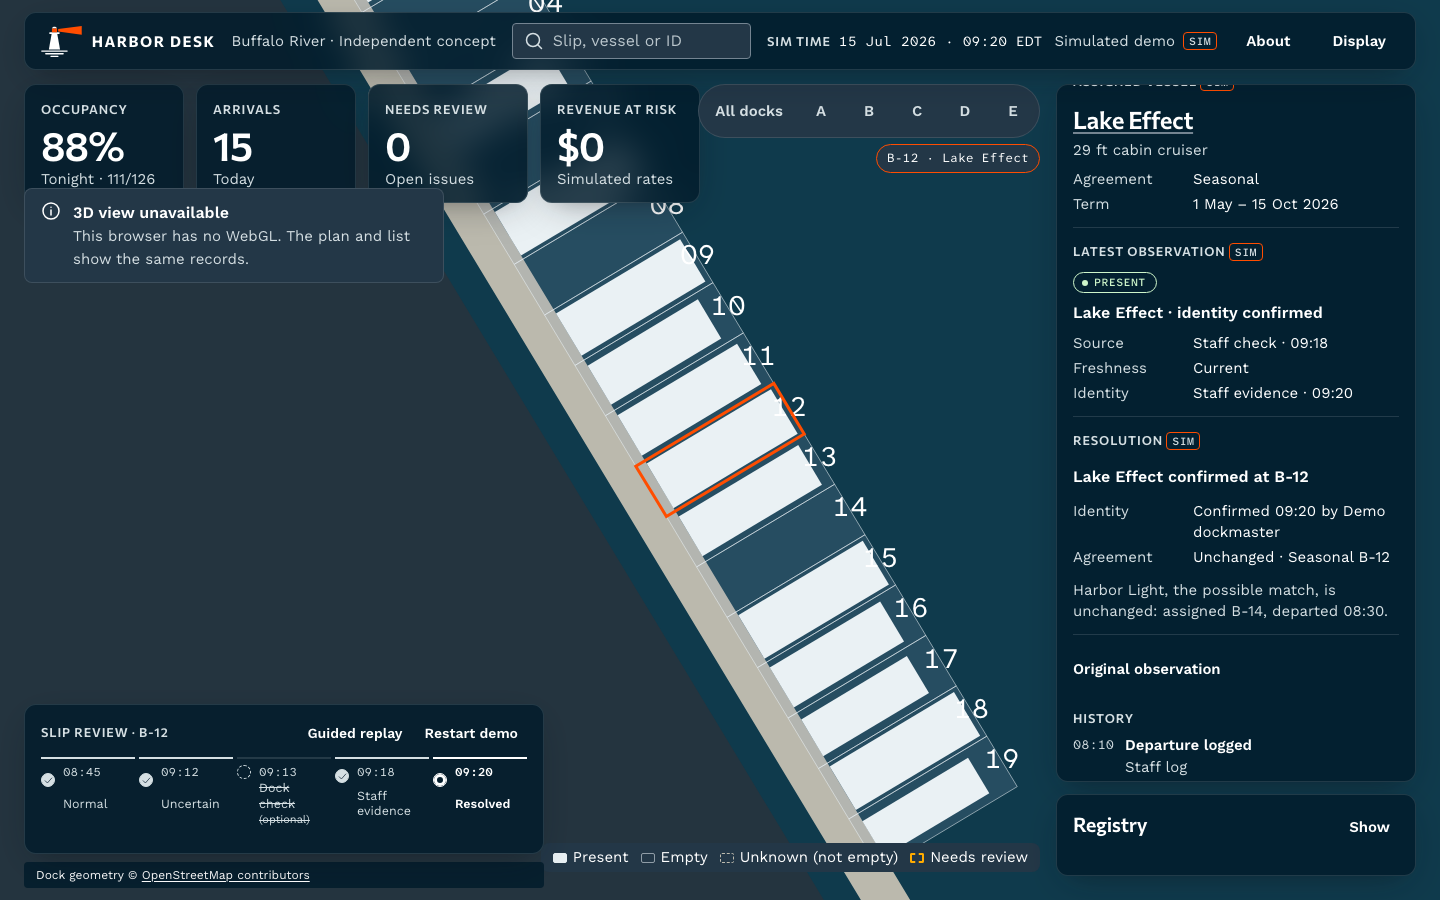 04
HARBOR DESK
Buffalo River · Independent concept
Slip, vessel or ID
SIM TIME 15 Jul 2026 · 09:20 EDT
Simulated demo SIM
About
Display
OCCUPANCY
88%
Tonight · 111/126
ARRIVALS
15
Today
NEEDS REVIEW
0
Open issues
REVENUE AT RISK
$0
Simulated rates
All docks A B C D E
B-12 · Lake Effect
3D view unavailable
This browser has no WebGL. The plan and list
show the same records.
08
09
10
11
12
13
14
15
16
17
18
19
Lake Effect
29 ft cabin cruiser
Agreement Seasonal
Term 1 May – 15 Oct 2026
LATEST OBSERVATION SIM
PRESENT
Lake Effect · identity confirmed
Source Staff check · 09:18
Freshness Current
Identity Staff evidence · 09:20
RESOLUTION SIM
Lake Effect confirmed at B-12
Identity Confirmed 09:20 by Demo
dockmaster
Agreement Unchanged · Seasonal B-12
Harbor Light, the possible match, is
unchanged: assigned B-14, departed 08:30.
Original observation
HISTORY
08:10 Departure logged
Staff log
Registry
Show
SLIP REVIEW · B-12
Guided replay
Restart demo
08:45
Normal
09:12
Uncertain
09:13
Dock
check
(optional)
09:18
Staff
evidence
09:20
Resolved
Dock geometry © OpenStreetMap contributors
Present
Empty
Unknown (not empty)
Needs review